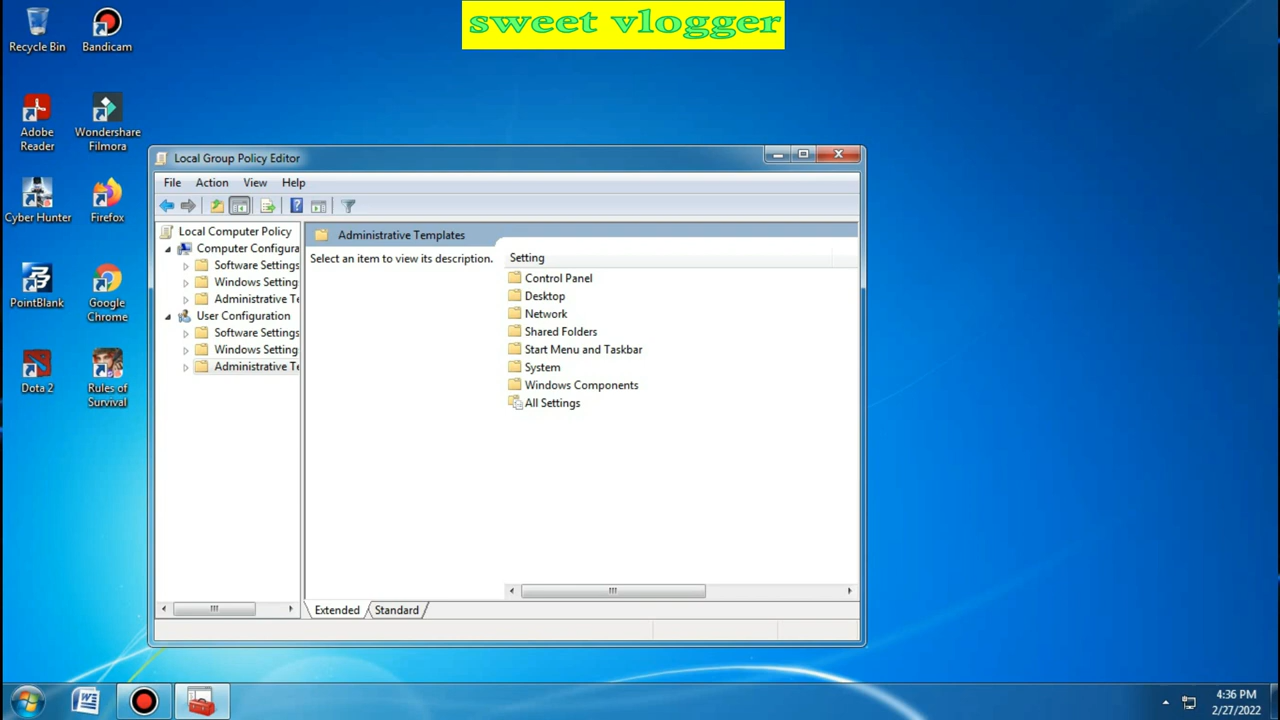 sweet vlogger
Recycle Bin
Bandicam
Adobe
Reader
Wondershare
Filmora
Cyber Hunter
Firefox
PointBlank
Google
Chrome
Dota 2
Rules of
Survival
Local Group Policy Editor
File Action View Help
Local Computer Policy
Computer Configura
Software Settings
Windows Setting
Administrative Te
User Configuration
Software Settings
Windows Setting
Administrative Te
Administrative Templates
Select an item to view its description.
Setting
Control Panel
Desktop
Network
Shared Folders
Start Menu and Taskbar
System
Windows Components
All Settings
Extended Standard
4:36 PM
2/27/2022